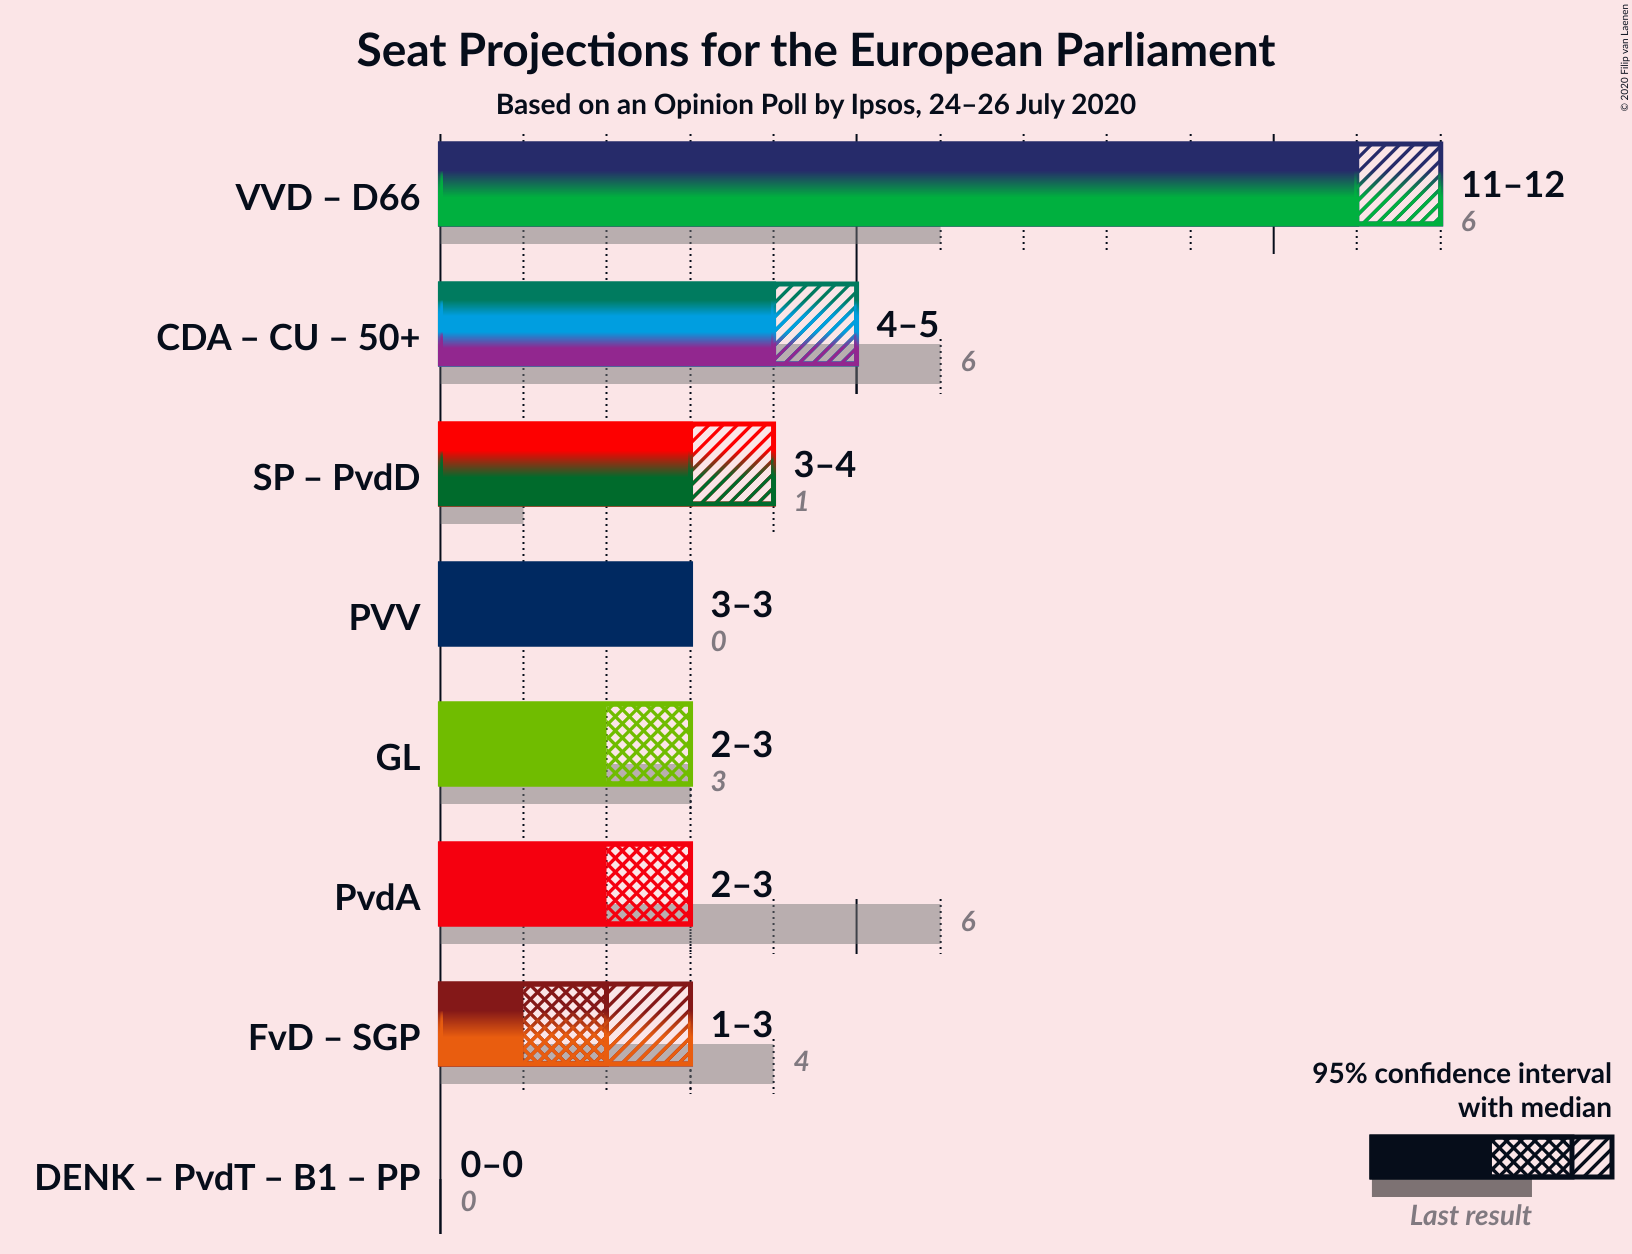 Seat Projections for the European Parliament
Based on an Opinion Poll by Ipsos, 24–26 July 2020
© 2020 Filip van Laenen
VVD – D66
11–12
6
CDA – CU – 50+
4–5
6
SP – PvdD
3–4
1
PVV
3–3
0
GL
2–3
3
PvdA
2–3
6
FvD – SGP
1–3
4
DENK – PvdT – B1 – PP
0–0
0
95% confidence interval
with median
Last result